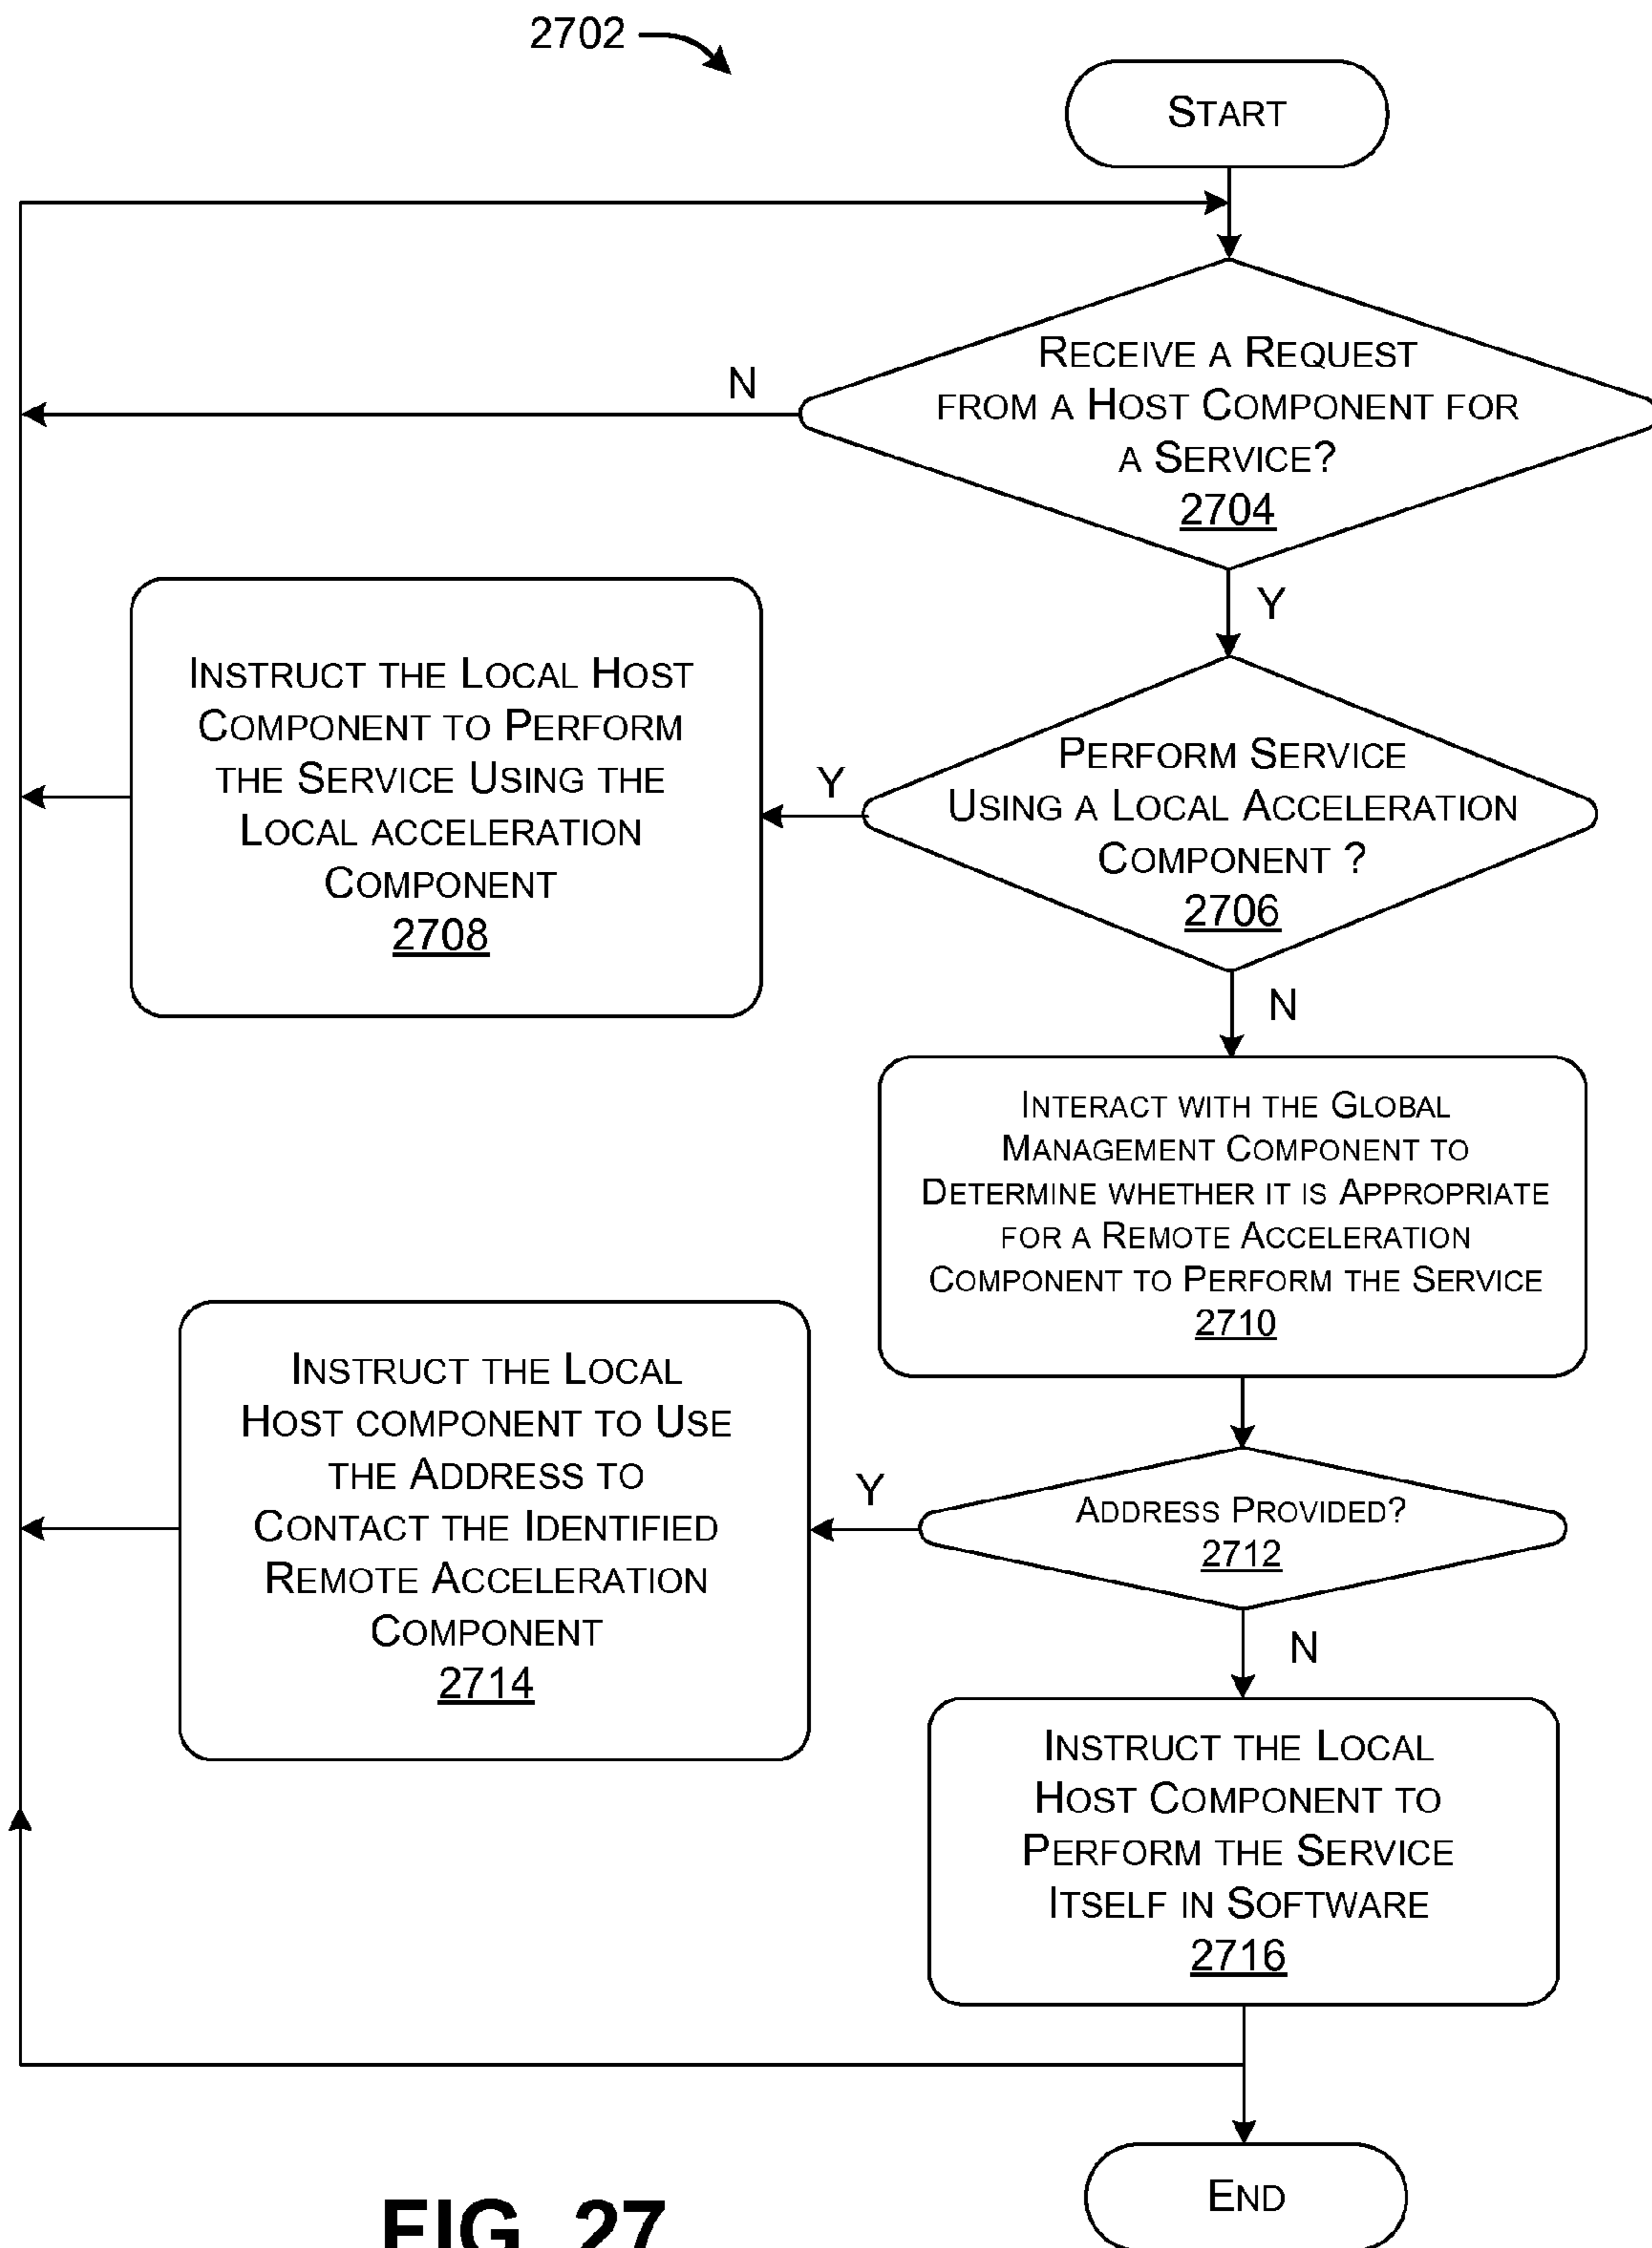 2702
START
RECEIVE A REQUEST
FROM A HOST COMPONENT FOR
A SERVICE?
2704
N
Y
INSTRUCT THE LOCAL HOST
COMPONENT TO PERFORM
THE SERVICE USING THE
LOCAL ACCELERATION
COMPONENT
2708
Y
PERFORM SERVICE
USING A LOCAL ACCELERATION
COMPONENT ?
2706
N
INTERACT WITH THE GLOBAL
MANAGEMENT COMPONENT TO
DETERMINE WHETHER IT IS APPROPRIATE
FOR A REMOTE ACCELERATION
COMPONENT TO PERFORM THE SERVICE
2710
INSTRUCT THE LOCAL
HOST COMPONENT TO USE
THE ADDRESS TO
CONTACT THE IDENTIFIED
REMOTE ACCELERATION
COMPONENT
2714
Y
ADDRESS PROVIDED?
2712
N
INSTRUCT THE LOCAL
HOST COMPONENT TO
PERFORM THE SERVICE
ITSELF IN SOFTWARE
2716
END
FIG. 27